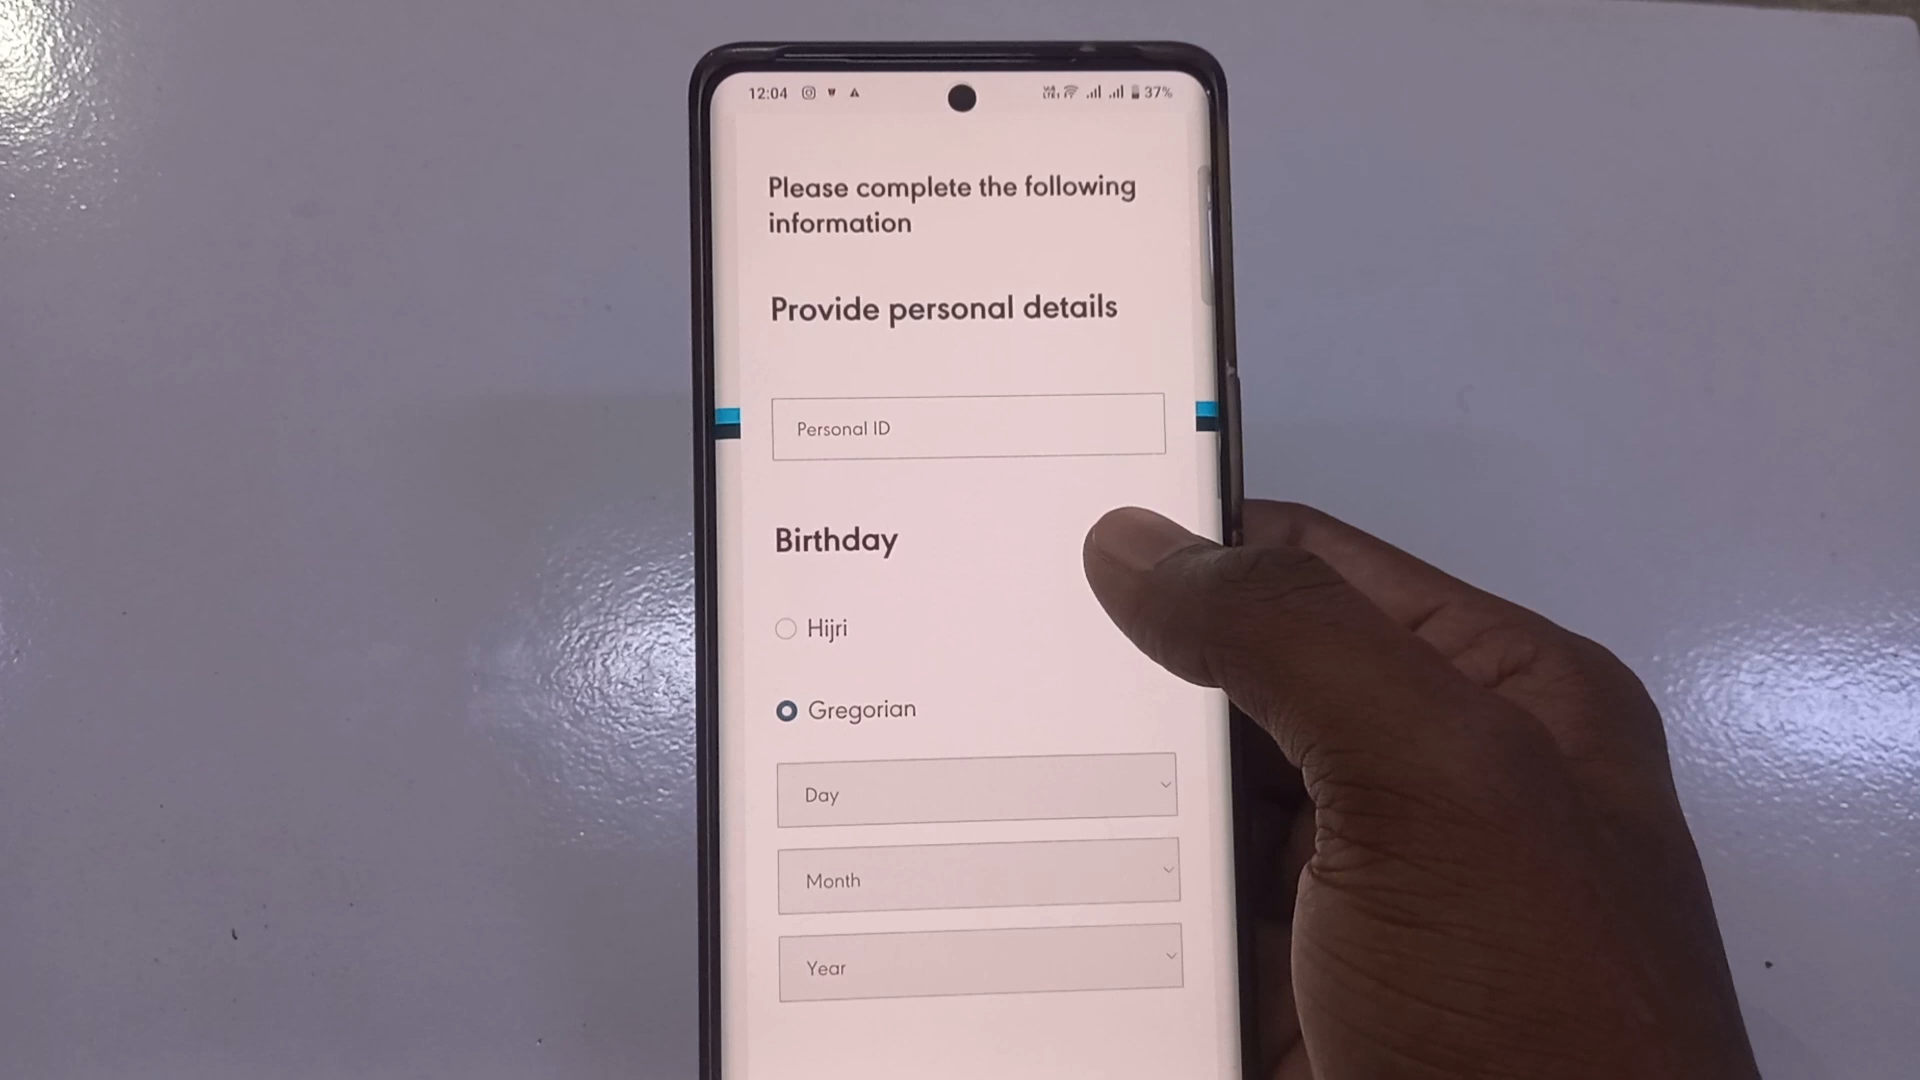 12:04 37%
Please complete the following
information
Provide personal details
Personal ID
Birthday
Hijri
Gregorian
Day
Month
Year